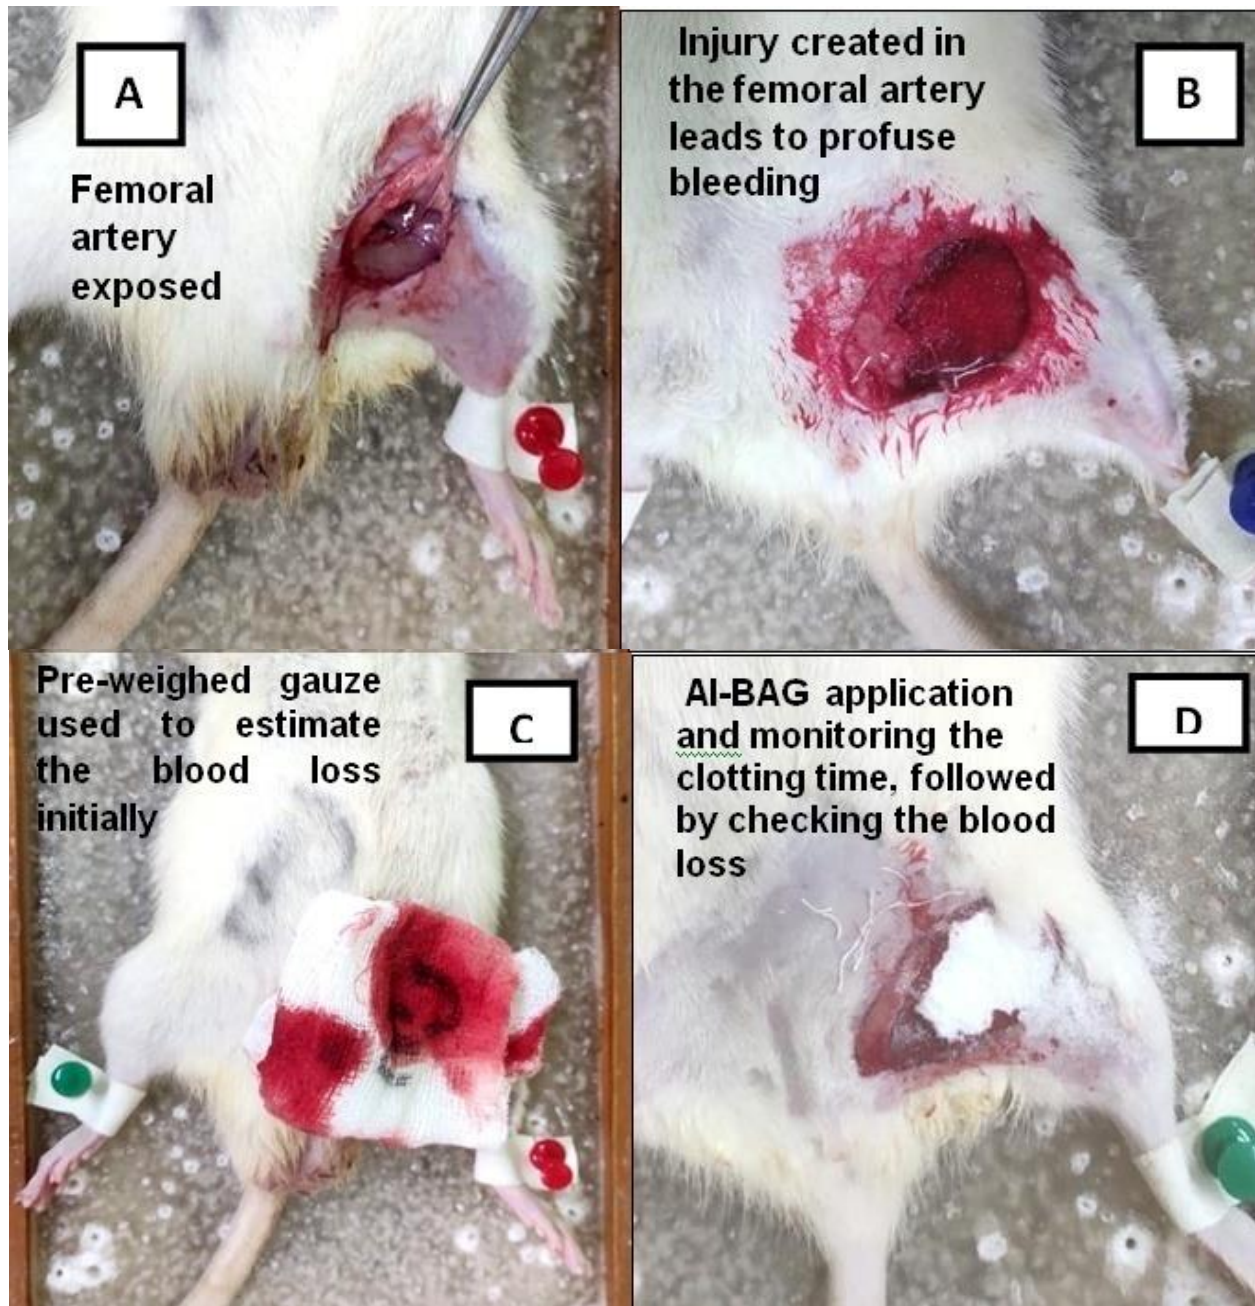 A
Femoral
artery
exposed
Injury created in
the femoral artery
leads to profuse
bleeding
B
Pre-weighed gauze
used to estimate
the blood loss
initially
C
AI-BAG application
and monitoring the
clotting time, followed
by checking the blood
loss
D